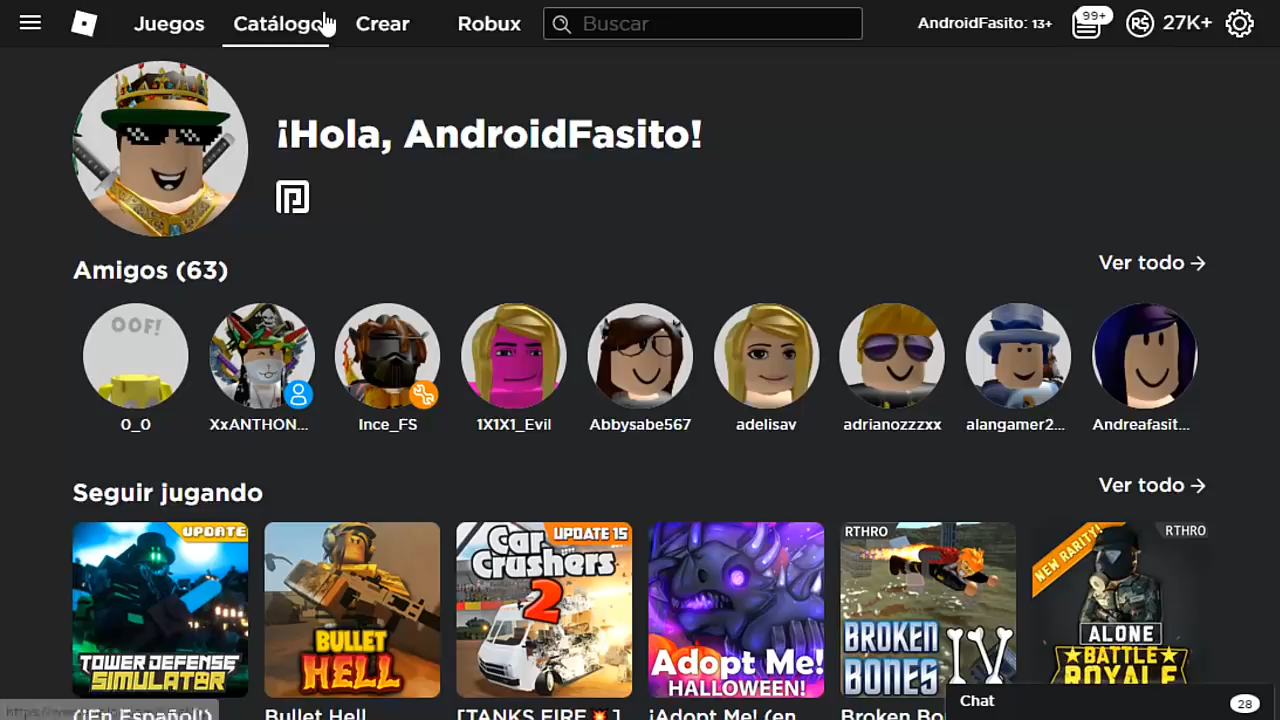 Juegos Catálogo Crear Robux Buscar AndroidFasito: 13+ 99+ 27K+
¡Hola, AndroidFasito!
Amigos (63) Ver todo →
OOF!
0_0 XxANTHON... Ince_FS 1X1X1_Evil Abbysabe567 adelisav adrianozzzxx alangamer2... Andreafasit...
Seguir jugando Ver todo →
UPDATE
TOWER DEFENSE
SIMULATOR
BULLET
HELL
UPDATE 15
Car
Crushers
2
Adopt Me!
HALLOWEEN!
RTHRO
BROKEN
BONES IV
RTHRO
NEW RARITY!
ALONE
BATTLE
ROYALE
(¡En Español!) Bullet Hell [TANKS FIRE💥] ¡Adopt Me! (en Broken Bo
Chat 28